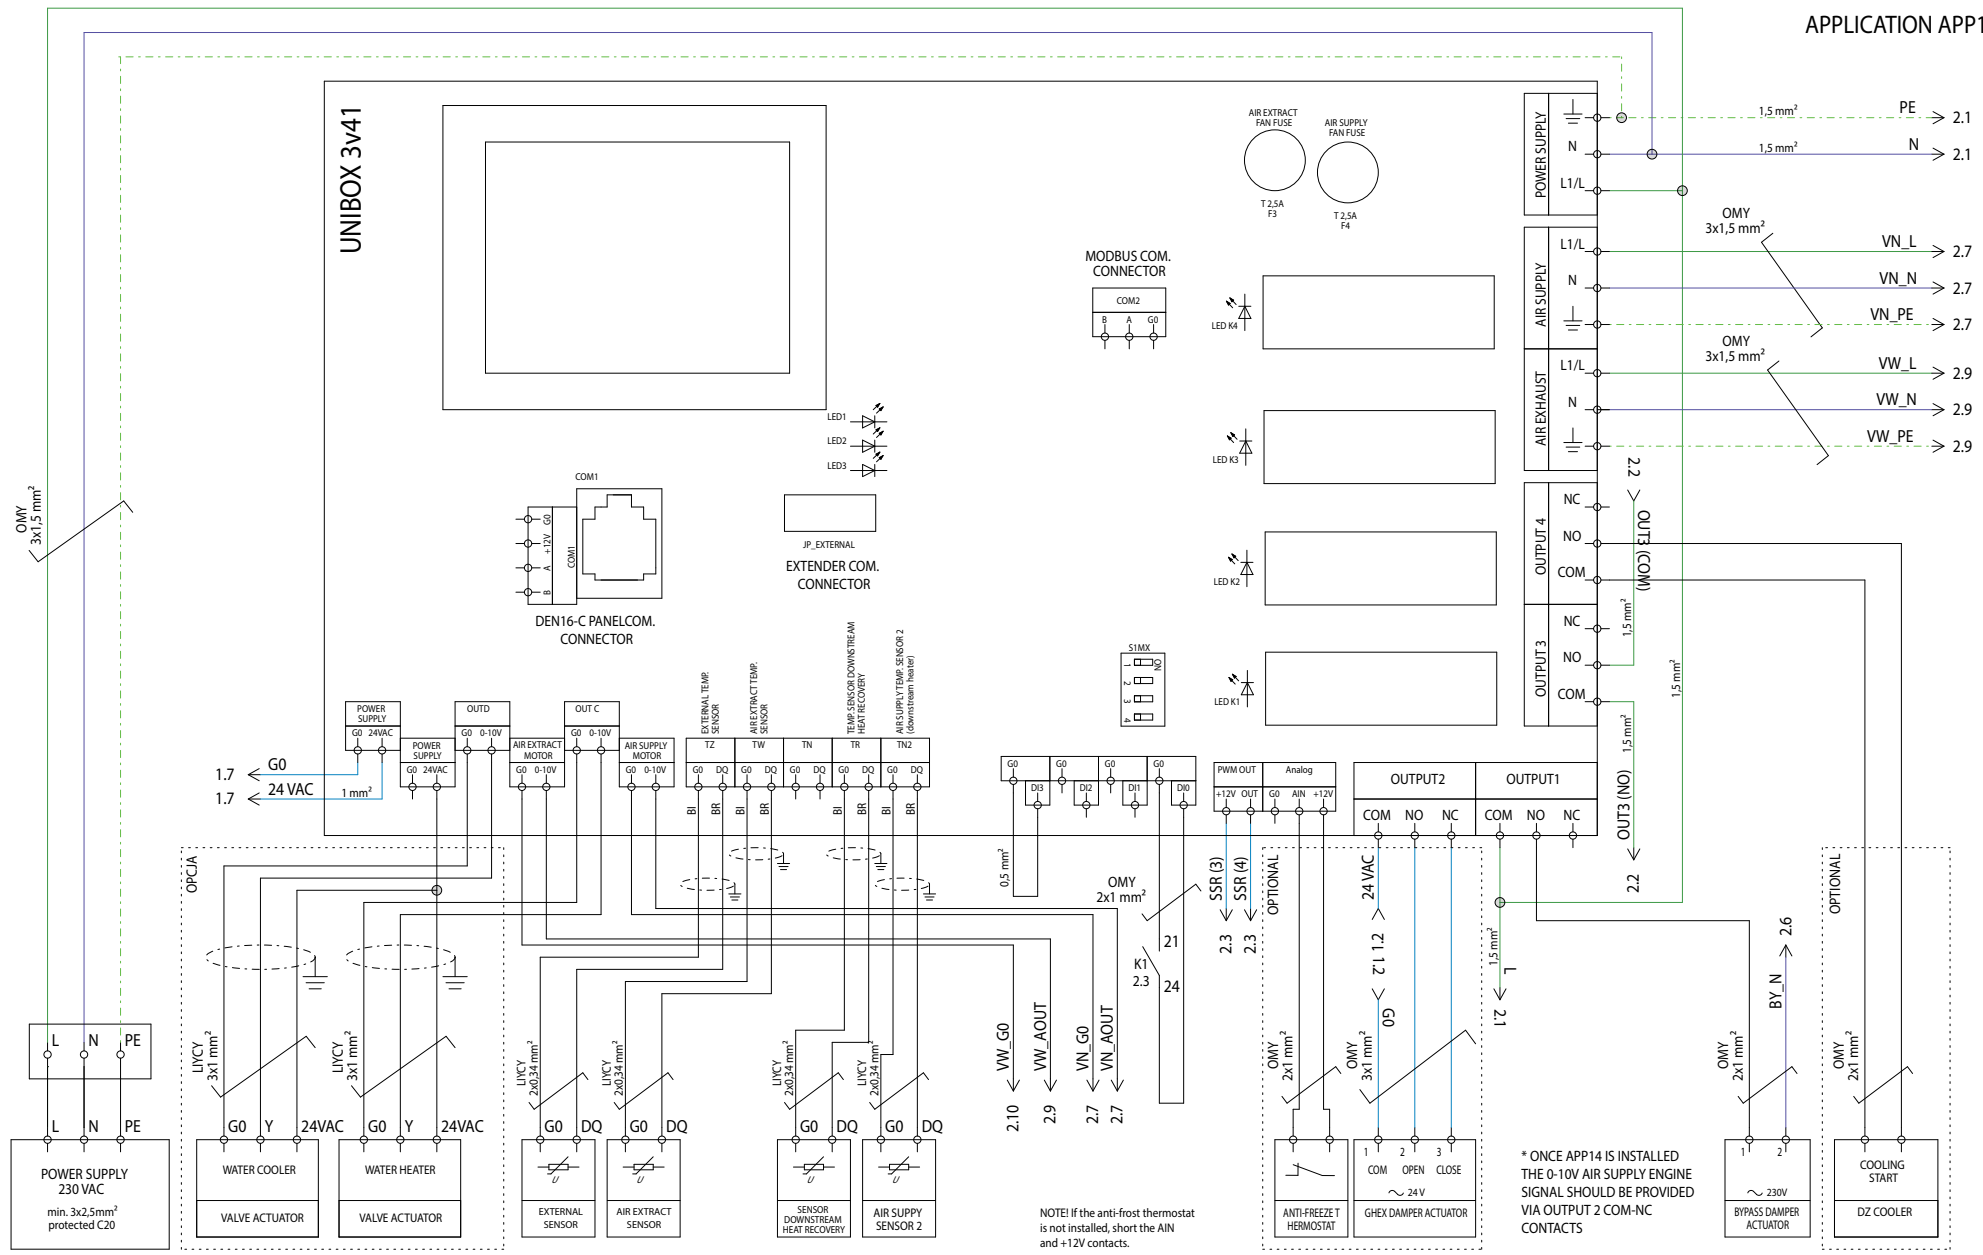 APPLICATION APP1
UNIBOX 3v41
AIR EXTRACT
FAN FUSE
T 2,5A
F3
AIR SUPPLY
FAN FUSE
T 2,5A
F4
POWER SUPPLY
N
L1/L
1,5 mm²
PE
2.1
1,5 mm²
N
2.1
AIR SUPPLY
L1/L
N
OMY
3x1,5 mm²
VN_L
2.7
VN_N
2.7
VN_PE
2.7
AIR EXHAUST
L1/L
N
OMY
3x1,5 mm²
VW_L
2.9
VW_N
2.9
VW_PE
2.9
MODBUS COM.
CONNECTOR
COM2
B A G0
LED K4
LED K3
LED K2
LED K1
LED1
LED2
LED3
OMY
3x1,5 mm²
COM1
G0
+12V
A
B
COM1
DEN16-C PANELCOM.
CONNECTOR
JP_EXTERNAL
EXTENDER COM.
CONNECTOR
OUTPUT 4
NC
NO
COM
OUTPUT 3
NC
NO
COM
2.2
OUT3 (COM)
1,5 mm²
1,5 mm²
1,5 mm²
OUT3 (NO)
2.2
S1MX
ON
1
2
3
4
POWER
SUPPLY
G0 24VAC
POWER
SUPPLY
G0 24VAC
OUTD
G0 0-10V
AIR EXTRACT
MOTOR
G0 0-10V
OUT C
G0 0-10V
AIR SUPPLY
MOTOR
G0 0-10V
EXTERNAL TEMP.
SENSOR
AIR EXTRACT TEMP.
SENSOR
TEMP. SENSOR DOWNSTREAM
HEAT RECOVERY
AIR SUPPLY TEMP. SENSOR 2
(downstream heater)
TZ TW TN TR TN2
G0 DQ G0 DQ G0 DQ G0 DQ G0 DQ
BI BR BI BR BI BR BI BR
1.7
G0
1.7
24 VAC
1 mm²
G0 G0 G0 G0
DI3 DI2 DI1 DI0
PWM OUT
+12V OUT
Analog
G0 AIN +12V
OUTPUT2
COM NO NC
OUTPUT1
COM NO NC
0,5 mm²
OMY
2x1 mm²
21
K1
2.3
24
SSR (3)
2.3
SSR (4)
2.3
OPTIONAL
24 VAC
1.2
1.2
G0
1,5 mm²
L
2.1
2.6
BY_N
OPTIONAL
OPCJA
LIYCY
3x1 mm²
LIYCY
3x1 mm²
LIYCY
2x0,34 mm²
LIYCY
2x0,34 mm²
LIYCY
2x0,34 mm²
LIYCY
2x0,34 mm²
VW_G0
2.10
VW_AOUT
2.9
VN_G0
2.7
VN_AOUT
2.7
OMY
2x1 mm²
OMY
3x1 mm²
OMY
2x1 mm²
OMY
2x1 mm²
L N PE
L N PE
POWER SUPPLY
230 VAC
min. 3x2,5mm²
protected C20
G0 Y 24VAC
WATER COOLER
VALVE ACTUATOR
G0 Y 24VAC
WATER HEATER
VALVE ACTUATOR
G0 DQ
U
EXTERNAL
SENSOR
G0 DQ
U
AIR EXTRACT
SENSOR
G0 DQ
U
SENSOR
DOWNSTREAM
HEAT RECOVERY
G0 DQ
U
AIR SUPPY
SENSOR 2
NOTE! If the anti-frost thermostat
is not installed, short the AIN
and +12V contacts.
ANTI-FREEZE T
HERMOSTAT
1 2 3
COM OPEN CLOSE
24 V
GHEX DAMPER ACTUATOR
* ONCE APP14 IS INSTALLED
THE 0-10V AIR SUPPLY ENGINE
SIGNAL SHOULD BE PROVIDED
VIA OUTPUT 2 COM-NC
CONTACTS
1 2
230V
BYPASS DAMPER
ACTUATOR
COOLING
START
DZ COOLER